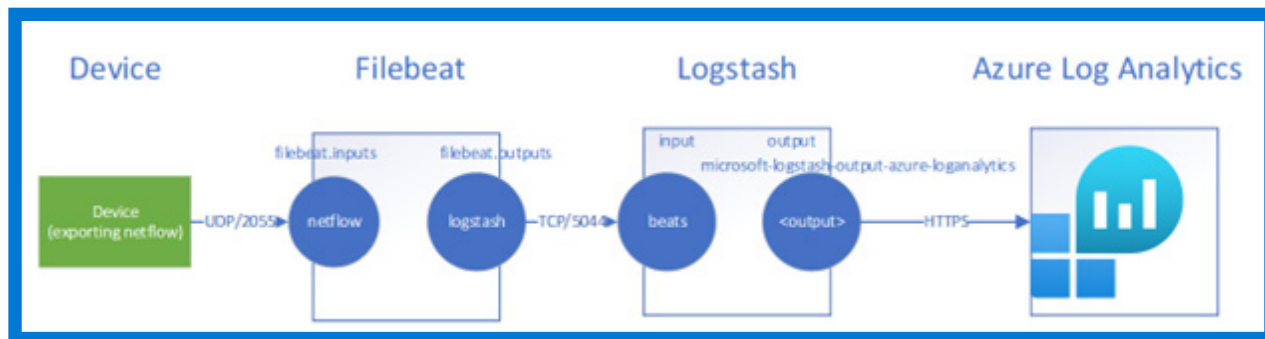 Device
Filebeat
Logstash
Azure Log Analytics
filebeat.inputs
filebeat.outputs
input
output
microsoft-logstash-output-azure-loganalytics
Device
(exporting netflow)
UDP/2055
netflow
logstash
TCP/5044
beats
<output>
HTTPS